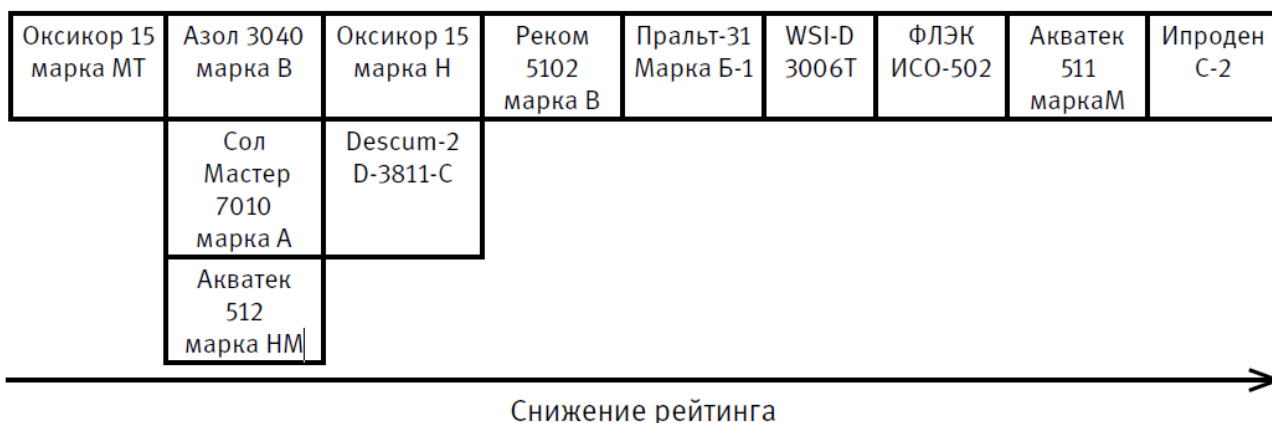 Оксикор 15
марка МТ
Азол 3040
марка В
Оксикор 15
марка Н
Реком
5102
марка В
Пральт-31
Марка Б-1
WSI-D
3006Т
ФЛЭК
ИСО-502
Акватек
511
маркаМ
Ипроден
С-2
Сол
Мастер
7010
марка А
Descum-2
D-3811-С
Акватек
512
марка НМ
Снижение рейтинга